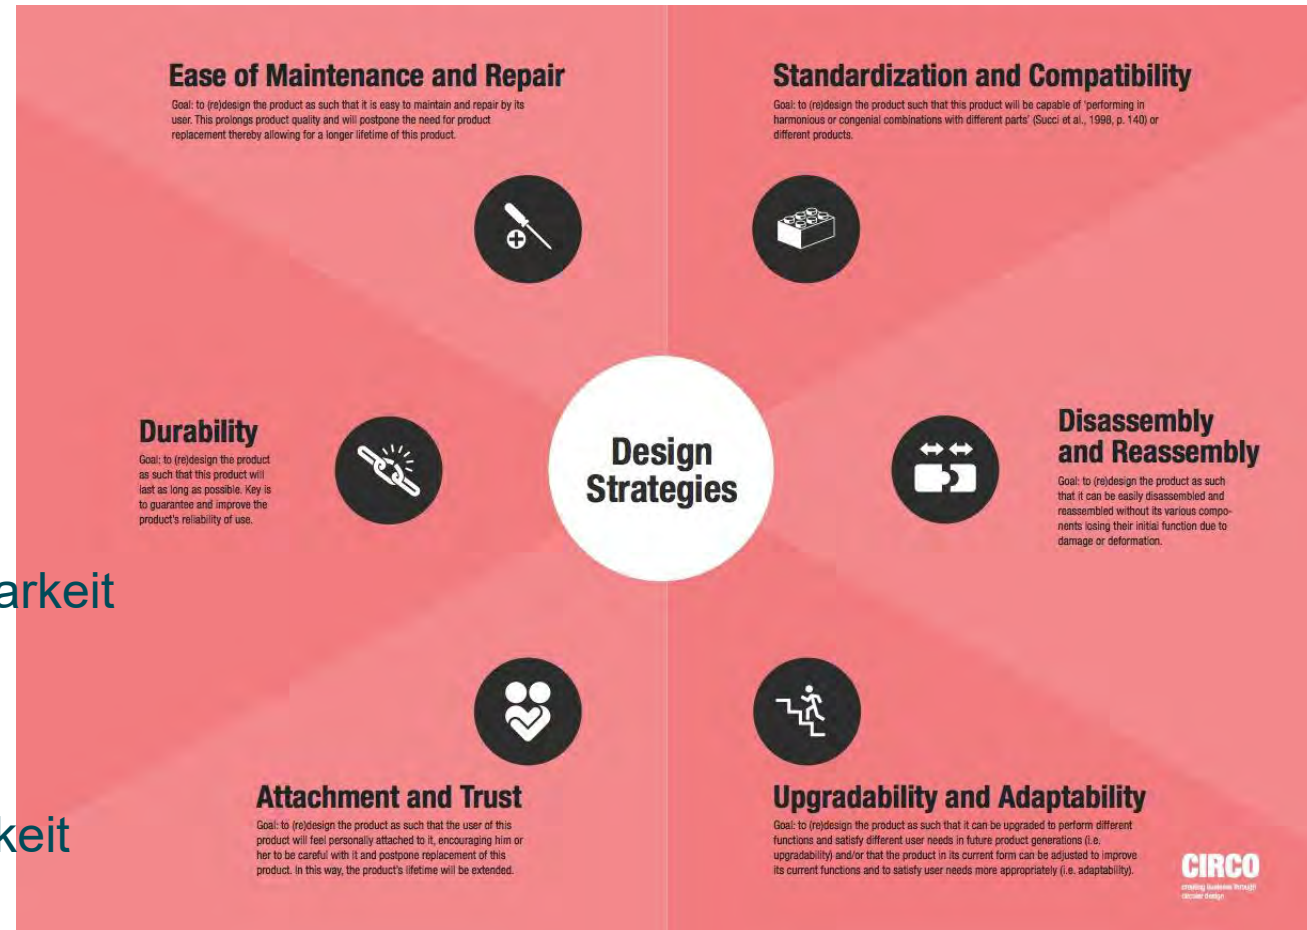 Ease of Maintenance and Repair
Goal: to (re)design the product as such that it is easy to maintain and repair by its
user. This prolongs product quality and will postpone the need for product
replacement thereby allowing for a longer lifetime of this product.
Standardization and Compatibility
Goal: to (re)design the product such that this product will be capable of 'performing in
harmonious or congenial combinations with different parts' (Succi et al., 1998, p. 140) or
different products.
Durability
Goal: to (re)design the product
as such that this product will
last as long as possible. Key is
to guarantee and improve the
product's reliability of use.
Design
Strategies
Disassembly
and Reassembly
Goal: to (re)design the product as such
that it can be easily disassembled and
reassembled without its various compo-
nents losing their initial function due to
damage or deformation.
arkeit
keit
Attachment and Trust
Goal: to (re)design the product as such that the user of this
product will feel personally attached to it, encouraging him or
her to be careful with it and postpone replacement of this
product. In this way, the product's lifetime will be extended.
Upgradability and Adaptability
Goal: to (re)design the product as such that it can be upgraded to perform different
functions and satisfy different user needs in future product generations (i.e.
upgradability) and/or that the product in its current form can be adjusted to improve
its current functions and to satisfy user needs more appropriately (i.e. adaptability).
CIRCO
creating business through
circular design